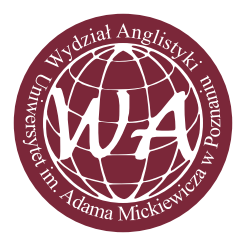 Wydział Anglistyki
WA
Uniwersytet im. Adama Mickiewicza w Poznaniu